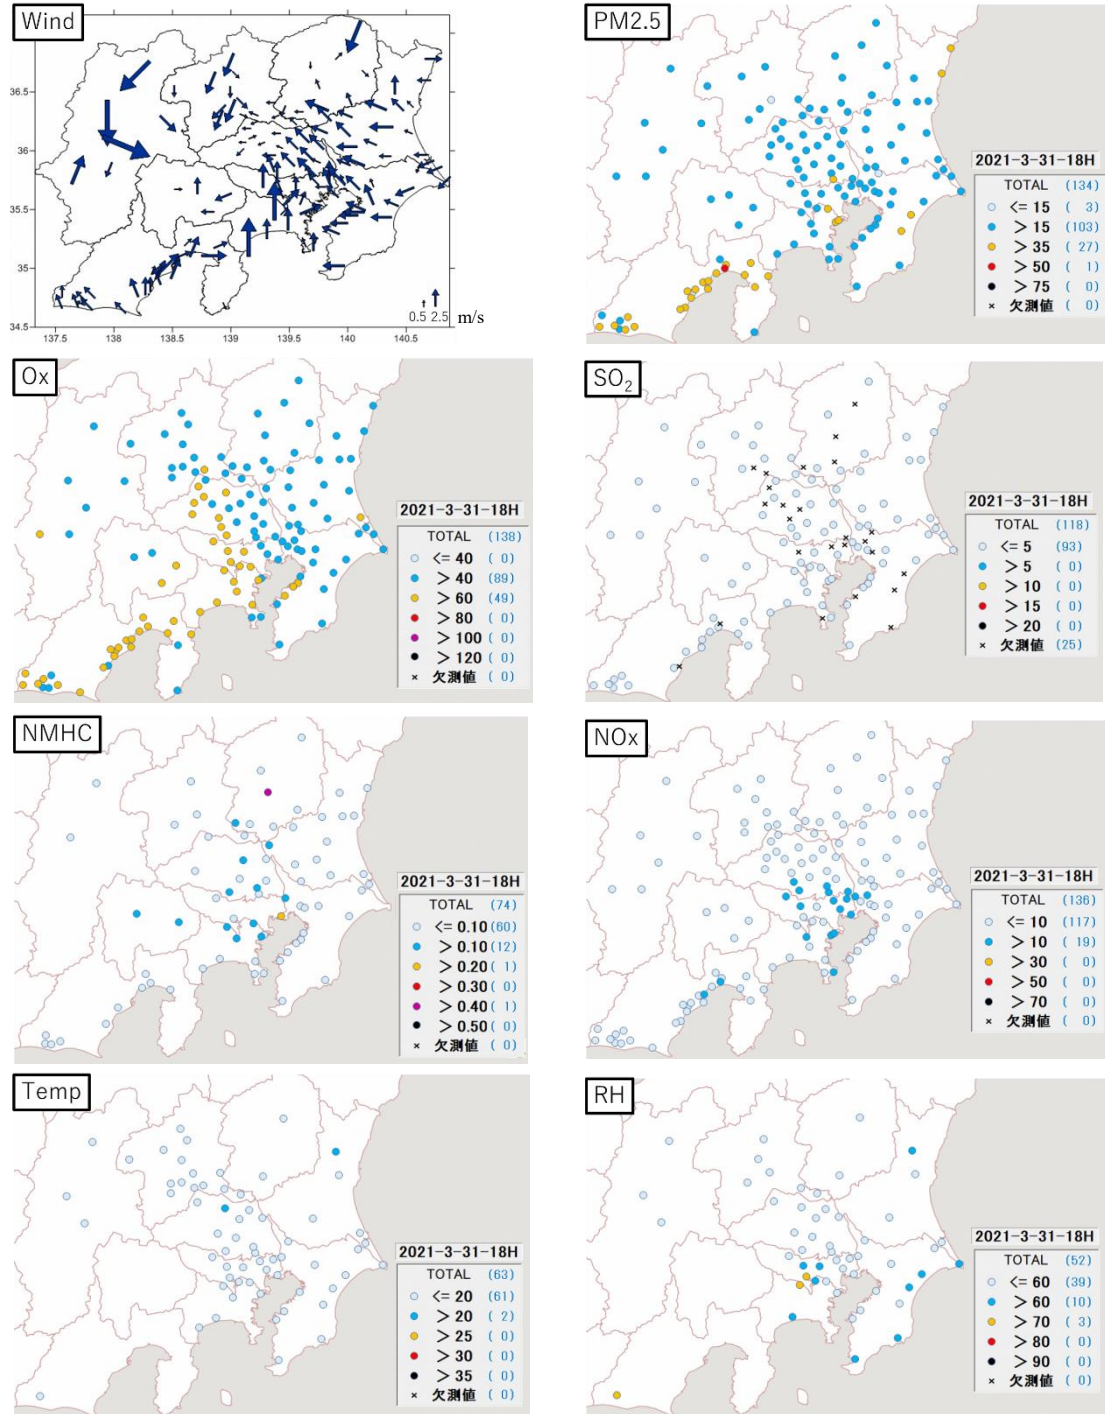 Wind
36.5
36
35.5
35
34.5
137.5 138 138.5 139 139.5 140 140.5
0.5 2.5 m/s
PM2.5
2021-3-31-18H
TOTAL (134)
<= 15 ( 3)
> 15 (103)
> 35 ( 27)
> 50 ( 1)
> 75 ( 0)
× 欠測値 ( 0)
Ox
2021-3-31-18H
TOTAL (138)
<= 40 ( 0)
> 40 (89)
> 60 (49)
> 80 ( 0)
> 100 ( 0)
> 120 ( 0)
× 欠測値 ( 0)
SO2
2021-3-31-18H
TOTAL (118)
<= 5 (93)
> 5 ( 0)
> 10 ( 0)
> 15 ( 0)
> 20 ( 0)
× 欠測値 (25)
NMHC
2021-3-31-18H
TOTAL (74)
<= 0.10 (60)
> 0.10 (12)
> 0.20 ( 1)
> 0.30 ( 0)
> 0.40 ( 1)
> 0.50 ( 0)
× 欠測値 ( 0)
NOx
2021-3-31-18H
TOTAL (136)
<= 10 (117)
> 10 ( 19)
> 30 ( 0)
> 50 ( 0)
> 70 ( 0)
× 欠測値 ( 0)
Temp
2021-3-31-18H
TOTAL (63)
<= 20 (61)
> 20 ( 2)
> 25 ( 0)
> 30 ( 0)
> 35 ( 0)
× 欠測値 ( 0)
RH
2021-3-31-18H
TOTAL (52)
<= 60 (39)
> 60 (10)
> 70 ( 3)
> 80 ( 0)
> 90 ( 0)
× 欠測値 ( 0)